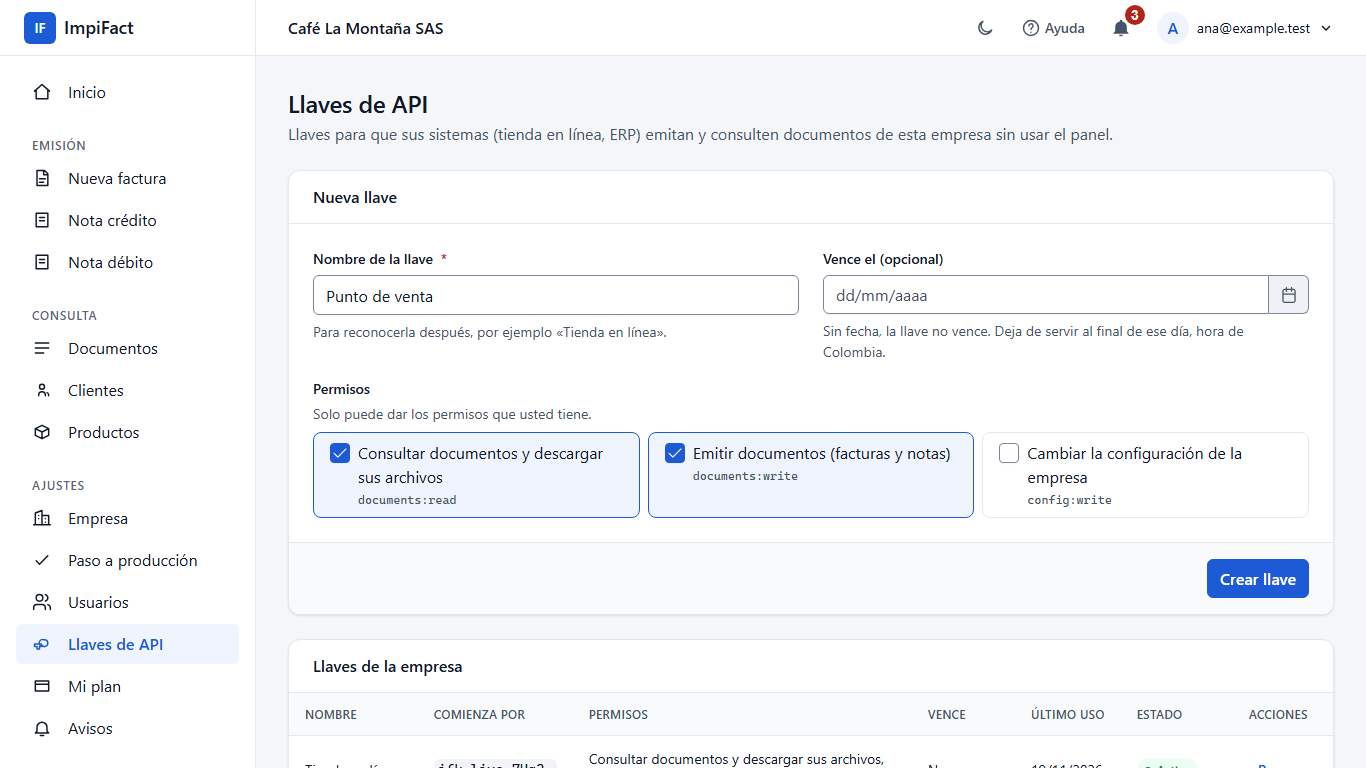 IF ImpiFact
Café La Montaña SAS
Ayuda
3
A
ana@example.test
Inicio
EMISIÓN
Nueva factura
Nota crédito
Nota débito
CONSULTA
Documentos
Clientes
Productos
AJUSTES
Empresa
Paso a producción
Usuarios
Llaves de API
Mi plan
Avisos
Llaves de API
Llaves para que sus sistemas (tienda en línea, ERP) emitan y consulten documentos de esta empresa sin usar el panel.
Nueva llave
Nombre de la llave *
Punto de venta
Para reconocerla después, por ejemplo «Tienda en línea».
Vence el (opcional)
dd/mm/aaaa
Sin fecha, la llave no vence. Deja de servir al final de ese día, hora de
Colombia.
Permisos
Solo puede dar los permisos que usted tiene.
Consultar documentos y descargar
sus archivos
documents:read
Emitir documentos (facturas y notas)
documents:write
Cambiar la configuración de la
empresa
config:write
Crear llave
Llaves de la empresa
NOMBRE COMIENZA POR PERMISOS VENCE ÚLTIMO USO ESTADO ACCIONES
Consultar documentos y descargar sus archivos,